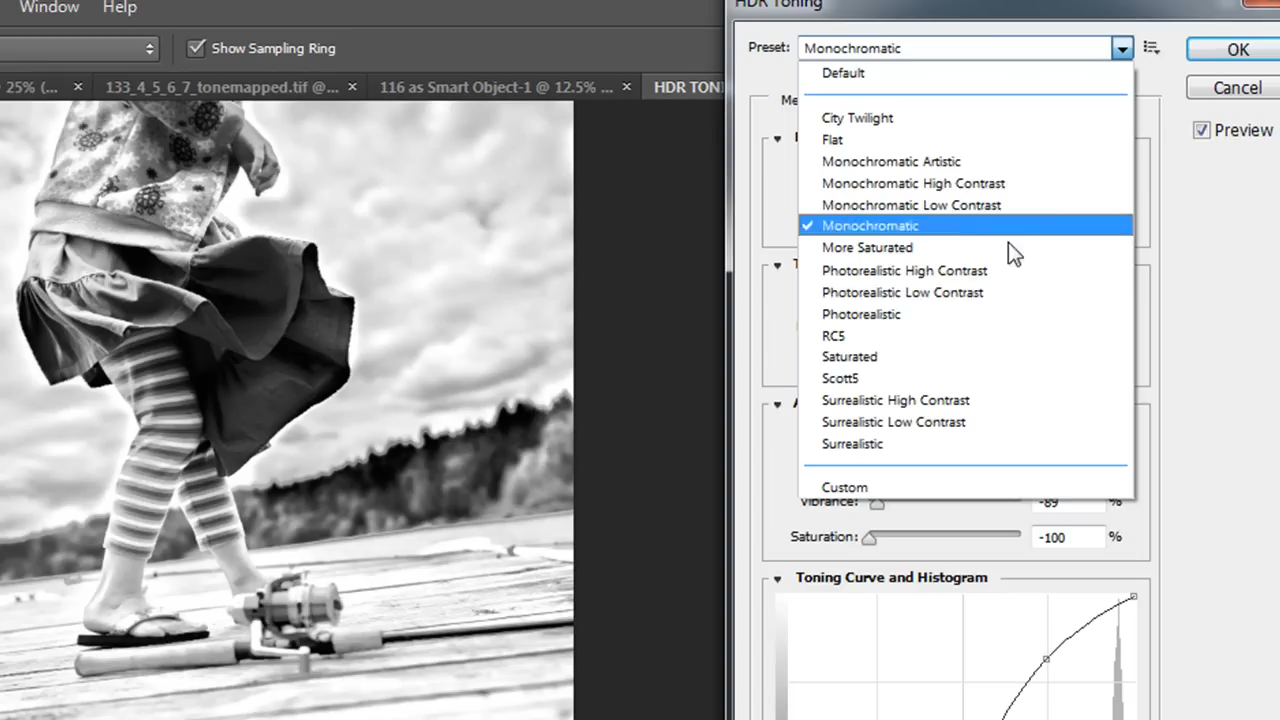 Window Help
HDR Toning
Preset: Monochromatic
OK
Show Sampling Ring
Default
Cancel
25% (... × 133_4_5_6_7_tonemapped.tif @... × 116 as Smart Object-1 @ 12.5% ... × HDR TONI
Me
City Twilight
Preview
Flat
Monochromatic Artistic
Monochromatic High Contrast
Monochromatic Low Contrast
Monochromatic
More Saturated
Photorealistic High Contrast
Photorealistic Low Contrast
Photorealistic
RC5
Saturated
Scott5
Surrealistic High Contrast
Surrealistic Low Contrast
Surrealistic
Custom
Vibrance: -89 %
Saturation: -100 %
Toning Curve and Histogram